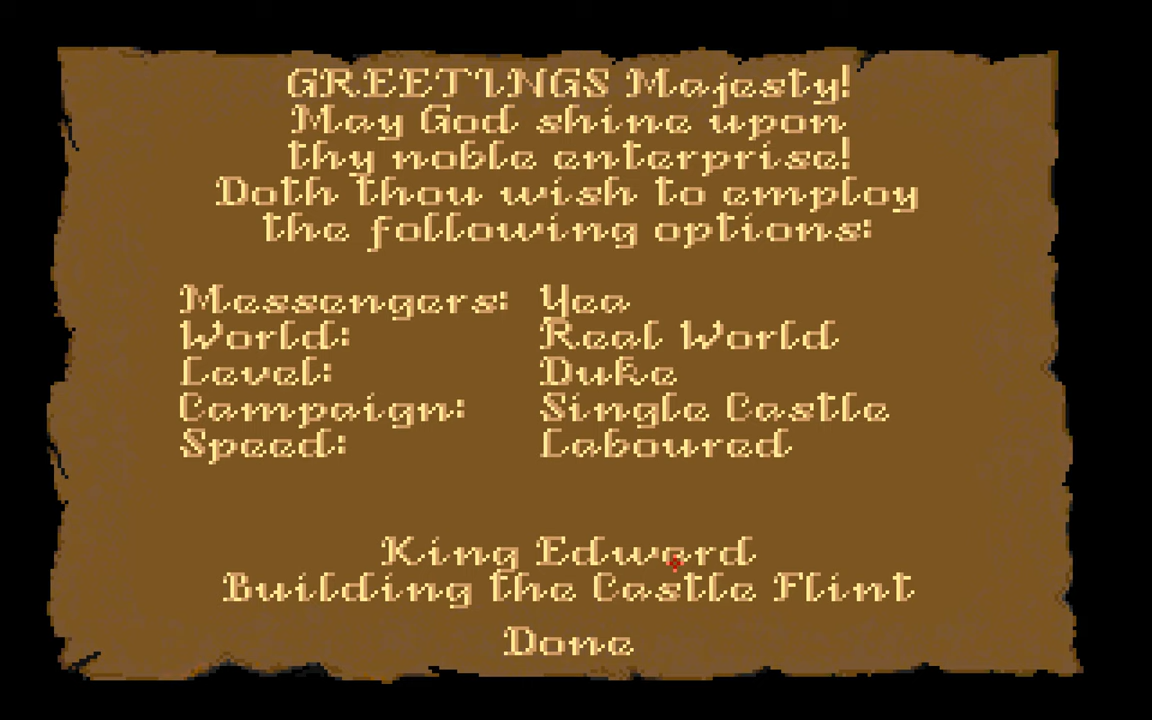 GREETINGS Majesty!
May God shine upon
thy noble enterprise!
Doth thou wish to employ
the following options:
Messengers: Yea
World: Real World
Level: Duke
Campaign: Single Castle
Speed: Laboured
King Edward
Building the Castle Flint
Done